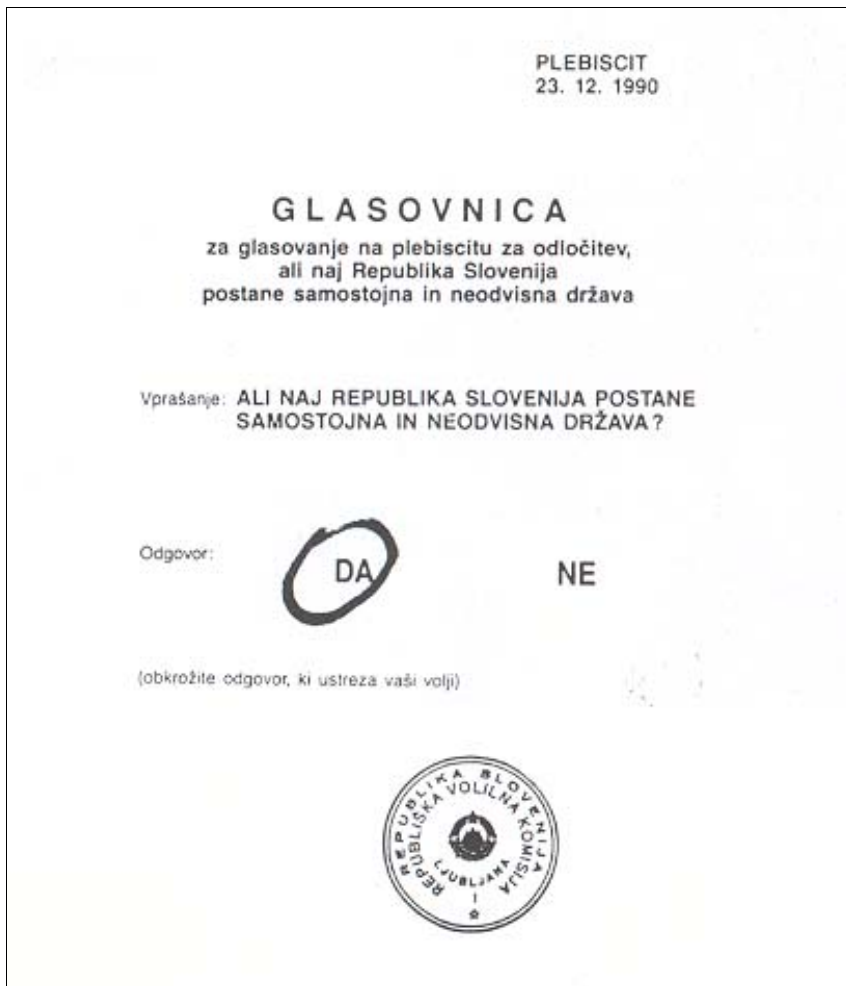 PLEBISCIT
23. 12. 1990
GLASOVNICA
za glasovanje na plebiscitu za odločitev,
ali naj Republika Slovenija
postane samostojna in neodvisna država
Vprašanje: ALI NAJ REPUBLIKA SLOVENIJA POSTANE
SAMOSTOJNA IN NEODVISNA DRŽAVA?
Odgovor: DA NE
(obkrožite odgovor, ki ustreza vaši volji)
REPUBLIKA SLOVENIJA
REPUBLIŠKA VOLILNA KOMISIJA
LJUBLJANA
1